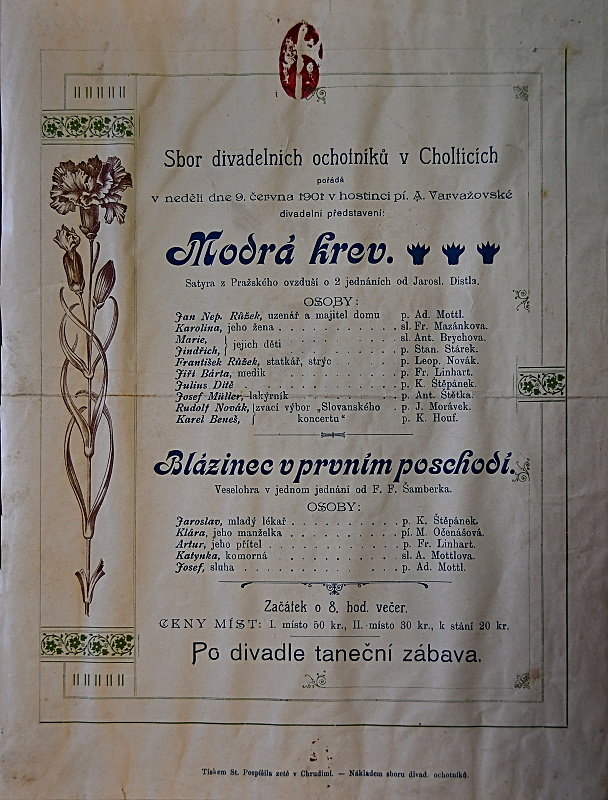 Sbor divadelních ochotníků v Cholticích
pořádá
v neděli dne 9. června 1901 v hostinci pí. A. Varvažovské
divadelní představení:
Modrá krev.
Satyra z Pražského ovzduší o 2 jednáních od Jarosl. Distla.
OSOBY:
Jan Nep. Růžek, uzenář a majitel domu p. Ad. Mottl.
Karolina, jeho žena . . . . . . . . . . . sl. Fr. Mazánkova.
Marie, } jejich děti . . . . . . . . . . . sl. Ant. Brychova.
Jindřich, p. Stan. Stárek.
František Růžek, statkář, strýc . . . . p. Leop. Novák.
Jiří Bárta, medik . . . . . . . . . . . . p. Fr. Linhart.
Julius Ditě . . . . . . . . . . . . . . . p. K. Štěpánek.
Josef Müller, lakýrník . . . . . . . . . p. Ant. Štětka.
Rudolf Novák, } zvací výbor „Slovanského p. J. Morávek.
Karel Beneš, { koncertu“ . . . . p. K. Houf.
Blázinec v prvním poschodí.
Veselohra v jednom jednání od F. F. Šamberka.
OSOBY:
Jaroslav, mladý lékař . . . . . . . . . . p. K. Štěpánek.
Klára, jeho manželka . . . . . . . . . . pí. M. Očenášová.
Artur, jeho přítel . . . . . . . . . . . . p. Fr. Linhart.
Katynka, komorná . . . . . . . . . . . sl. A. Mottlova.
Josef, sluha . . . . . . . . . . . . . . . p. Ad. Mottl.
Začátek o 8. hod. večer.
CENY MÍST: I. místo 50 kr., II. místo 30 kr., k stání 20 kr.
Po divadle taneční zábava.
Tiskem St. Pospíšila zetě v Chrudimi. — Nákladem sboru divad. ochotníků.